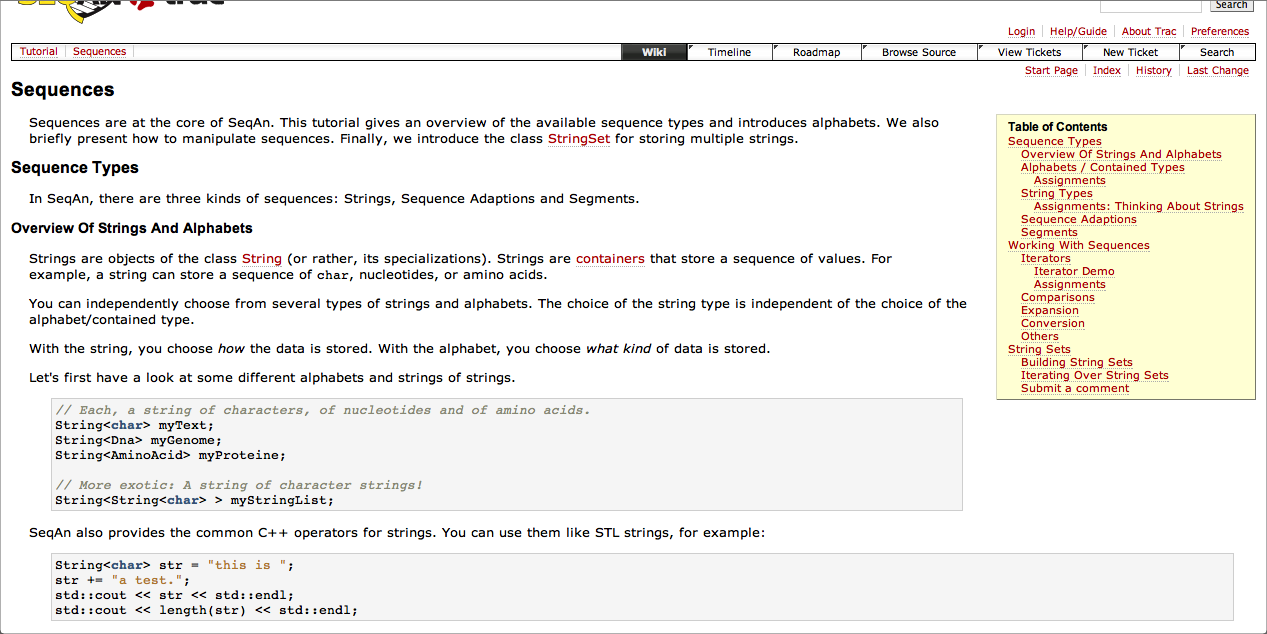 Search
Login Help/Guide About Trac Preferences
Tutorial Sequences Wiki Timeline Roadmap Browse Source View Tickets New Ticket Search
Start Page Index History Last Change
Sequences
Sequences are at the core of SeqAn. This tutorial gives an overview of the available sequence types and introduces alphabets. We also
briefly present how to manipulate sequences. Finally, we introduce the class StringSet for storing multiple strings.
Sequence Types
In SeqAn, there are three kinds of sequences: Strings, Sequence Adaptions and Segments.
Overview Of Strings And Alphabets
Strings are objects of the class String (or rather, its specializations). Strings are containers that store a sequence of values. For
example, a string can store a sequence of char, nucleotides, or amino acids.
You can independently choose from several types of strings and alphabets. The choice of the string type is independent of the choice of the
alphabet/contained type.
With the string, you choose how the data is stored. With the alphabet, you choose what kind of data is stored.
Let's first have a look at some different alphabets and strings of strings.
// Each, a string of characters, of nucleotides and of amino acids.
String<char> myText;
String<Dna> myGenome;
String<AminoAcid> myProteine;
// More exotic: A string of character strings!
String<String<char> > myStringList;
SeqAn also provides the common C++ operators for strings. You can use them like STL strings, for example:
String<char> str = "this is ";
str += "a test.";
std::cout << str << std::endl;
std::cout << length(str) << std::endl;
Table of Contents
Sequence Types
Overview Of Strings And Alphabets
Alphabets / Contained Types
Assignments
String Types
Assignments: Thinking About Strings
Sequence Adaptions
Segments
Working With Sequences
Iterators
Iterator Demo
Assignments
Comparisons
Expansion
Conversion
Others
String Sets
Building String Sets
Iterating Over String Sets
Submit a comment